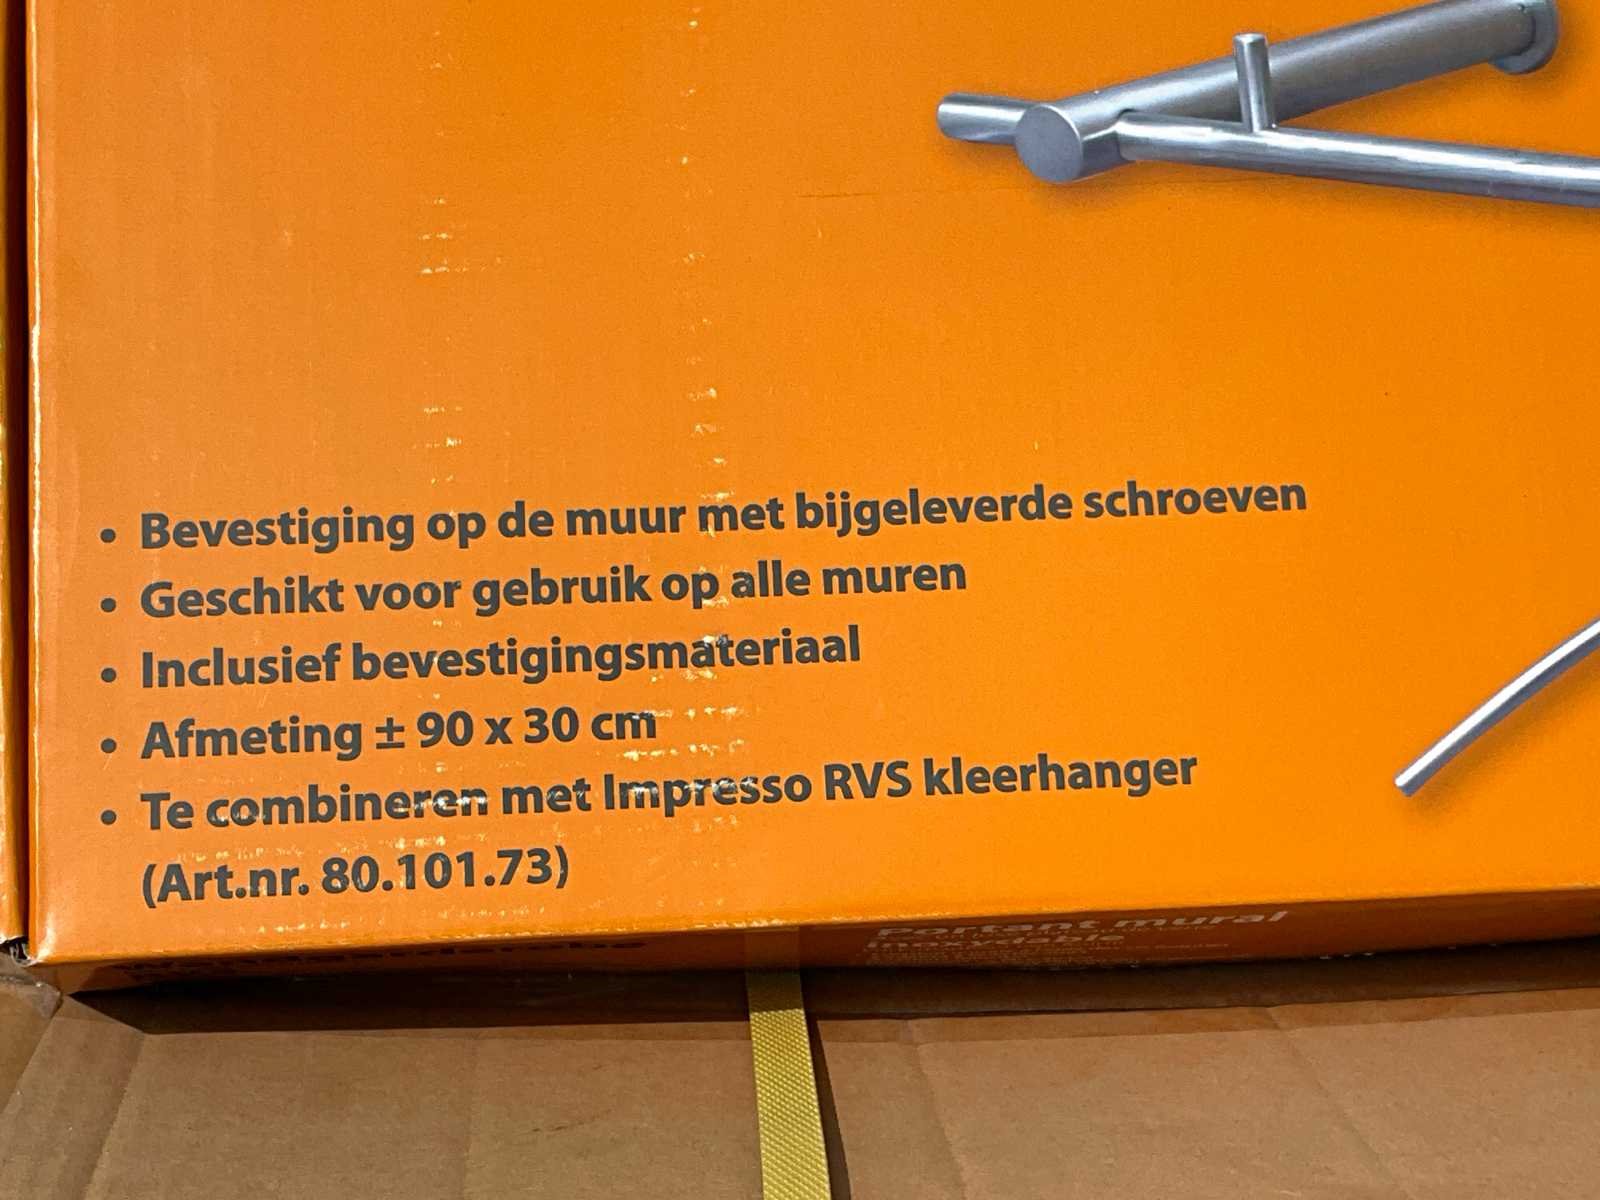 • Bevestiging op de muur met bijgeleverde schroeven
• Geschikt voor gebruik op alle muren
• Inclusief bevestigingsmateriaal
• Afmeting ± 90 x 30 cm
• Te combineren met Impresso RVS kleerhanger
(Art.nr. 80.101.73)
Portant mural
inoxydable